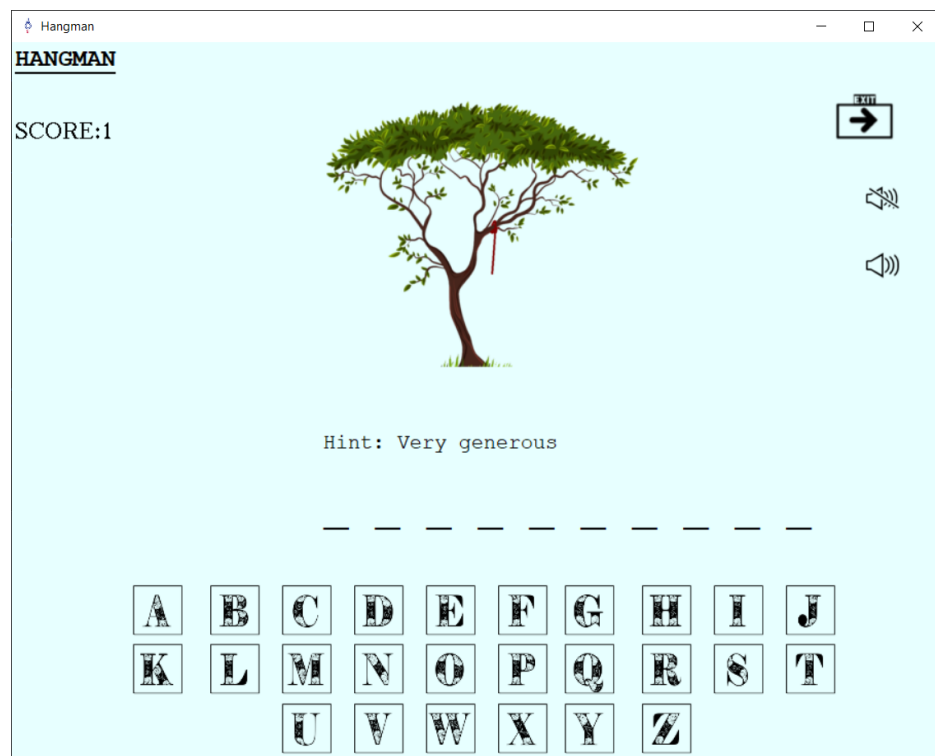 Hangman
HANGMAN
EXIT
SCORE:1
Hint: Very generous
_ _ _ _ _ _ _ _ _ _
A B C D E F G H I J
K L M N O P Q R S T
U V W X Y Z